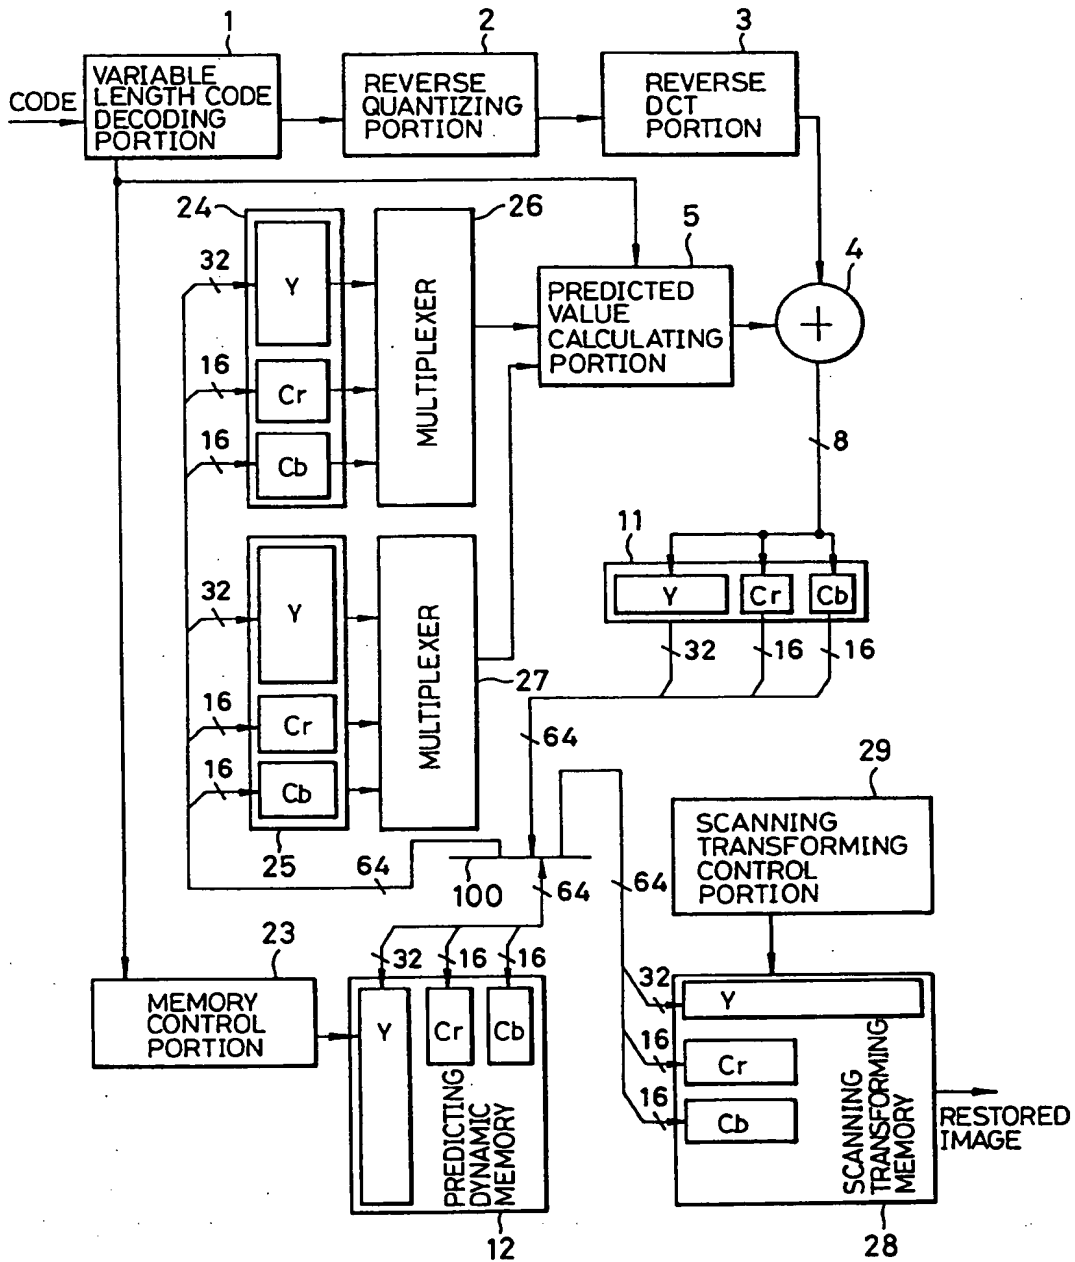 1
2
3
CODE
VARIABLE
LENGTH CODE
DECODING
PORTION
REVERSE
QUANTIZING
PORTION
REVERSE
DCT
PORTION
24
26
5
4
32
Y
16
Cr
16
Cb
MULTIPLEXER
PREDICTED
VALUE
CALCULATING
PORTION
+
8
11
Y
Cr
Cb
32
16
16
32
Y
16
Cr
16
Cb
MULTIPLEXER
27
64
25
64
100
64
64
29
SCANNING
TRANSFORMING
CONTROL
PORTION
23
MEMORY
CONTROL
PORTION
32
16
16
Y
Cr
Cb
PREDICTING
DYNAMIC
MEMORY
12
32
Y
16
Cr
16
Cb
SCANNING
TRANSFORMING
MEMORY
28
RESTORED
IMAGE